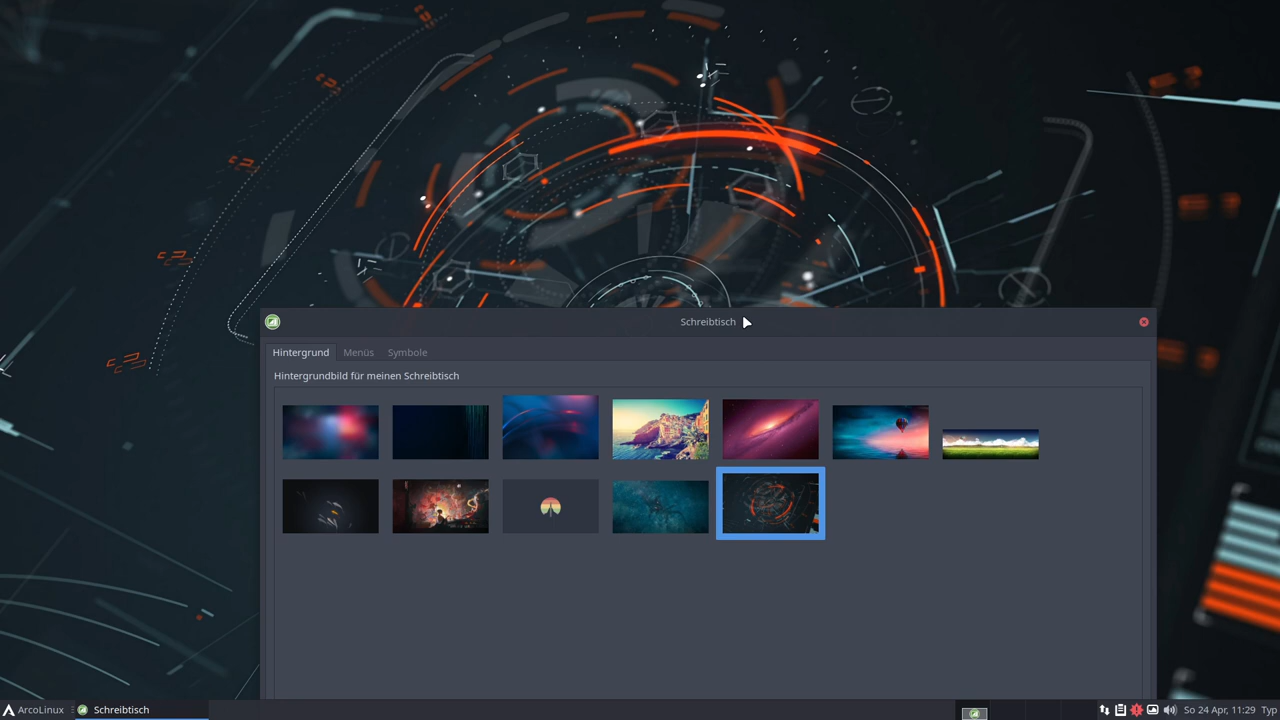 Schreibtisch
Hintergrund Menüs Symbole
Hintergrundbild für meinen Schreibtisch
ArcoLinux Schreibtisch So 24 Apr, 11:29 Typ